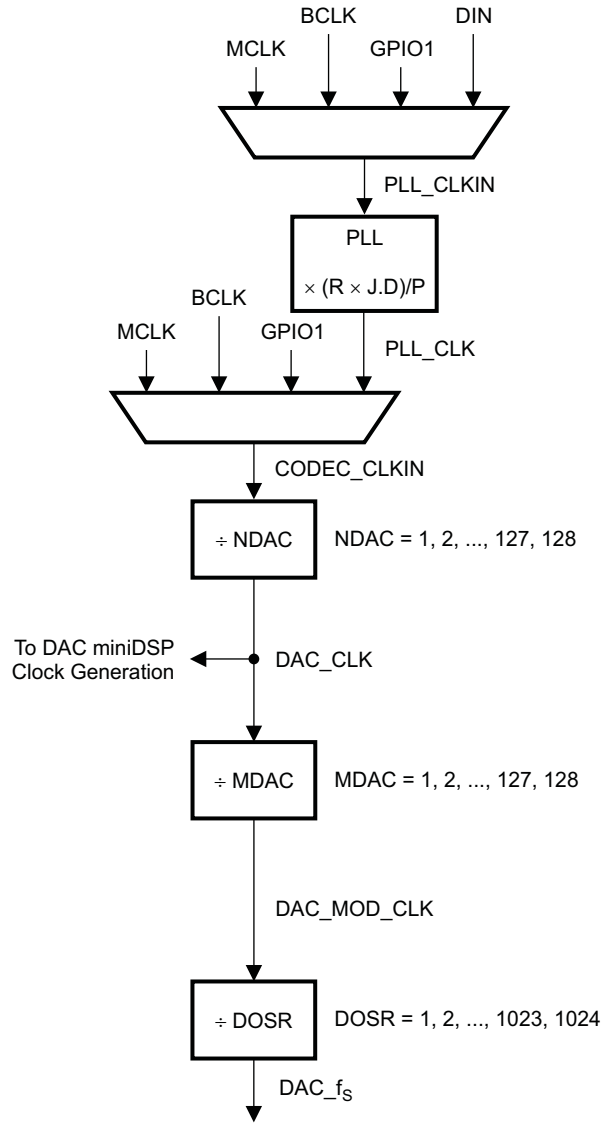 BCLK
DIN
MCLK
GPIO1
PLL_CLKIN
PLL
× (R × J.D)/P
BCLK
MCLK
GPIO1
PLL_CLK
CODEC_CLKIN
÷ NDAC
NDAC = 1, 2, ..., 127, 128
To DAC miniDSP
Clock Generation
DAC_CLK
÷ MDAC
MDAC = 1, 2, ..., 127, 128
DAC_MOD_CLK
÷ DOSR
DOSR = 1, 2, ..., 1023, 1024
DAC_fS